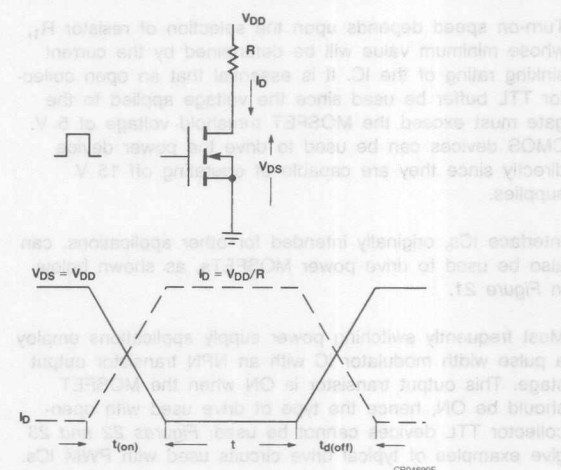 VDD
R
ID
VDS
VDS = VDD
ID = VDD/R
ID
t(on)
t
td(off)
Turn-on speed depends upon the selection of resistor R1,
whose minimum value will be determined by the current
sinking rating of the IC. It is essential that an open collec-
or TTL buffer be used since the voltage applied to the
gate must exceed the MOSFET threshold voltage of 5 V.
CMOS devices can be used to drive the power device
directly since they are capable of operating off 15 V
supplies.
Interface ICs, originally intended for other applications, can
also be used to drive power MOSFETs, as shown below
n Figure 21.
Most frequently switching power supply applications employ
a pulse width modulator IC with an NPN transistor output
stage. This output transistor is ON when the MOSFET
should be ON, hence the type of drive used with open-
collector TTL devices cannot be used. Figures 22 and 23
give examples of typical drive circuits used with PWM ICs.